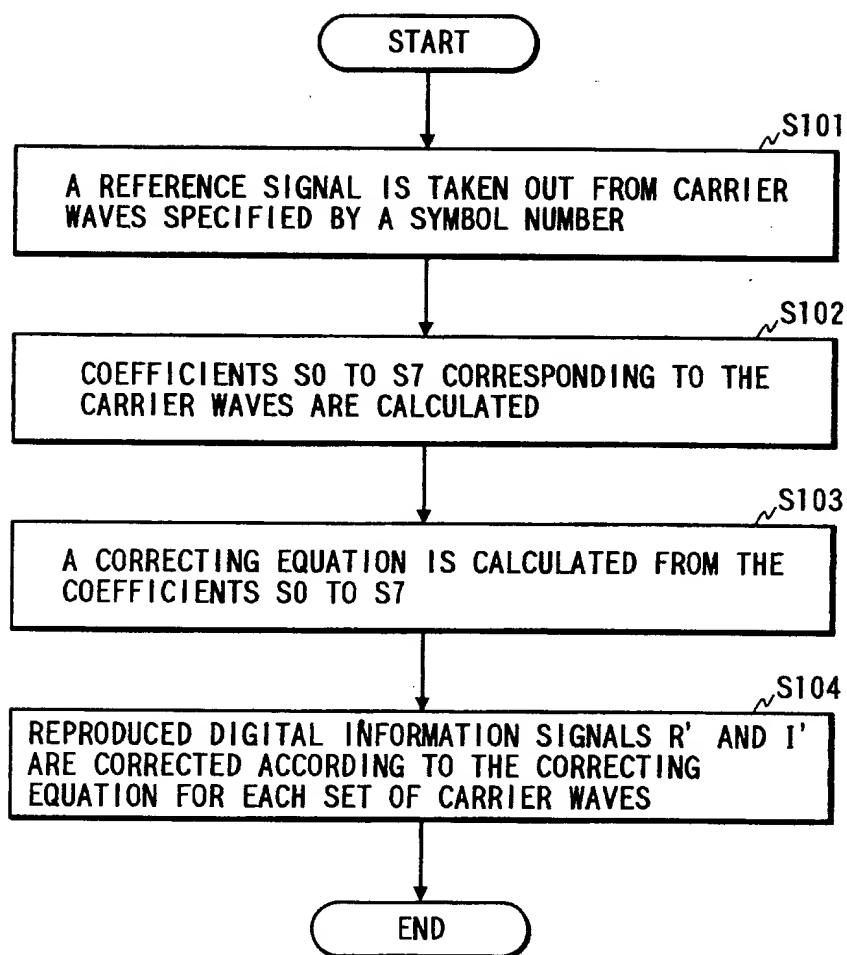 START
S101
A REFERENCE SIGNAL IS TAKEN OUT FROM CARRIER
WAVES SPECIFIED BY A SYMBOL NUMBER
S102
COEFFICIENTS S0 TO S7 CORRESPONDING TO THE
CARRIER WAVES ARE CALCULATED
S103
A CORRECTING EQUATION IS CALCULATED FROM THE
COEFFICIENTS S0 TO S7
S104
REPRODUCED DIGITAL INFORMATION SIGNALS R' AND I'
ARE CORRECTED ACCORDING TO THE CORRECTING
EQUATION FOR EACH SET OF CARRIER WAVES
END